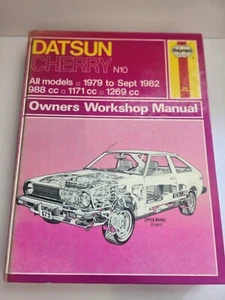 DATSUN
CHERRY N10
Haynes
All models □ 1979 to Sept 1982
988 cc □ 1171 cc □ 1269 cc
Owners Workshop Manual